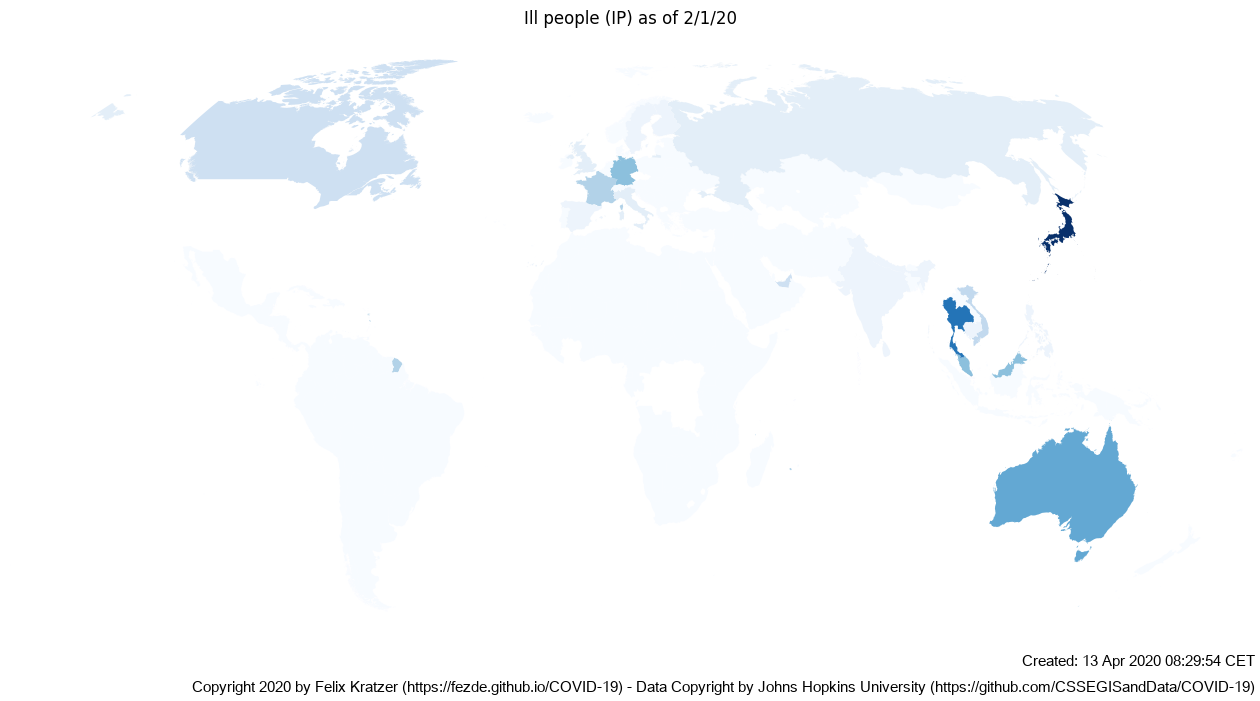 Ill people (IP) as of 2/1/20
Created: 13 Apr 2020 08:29:54 CET
Copyright 2020 by Felix Kratzer (https://fezde.github.io/COVID-19) - Data Copyright by Johns Hopkins University (https://github.com/CSSEGISandData/COVID-19)